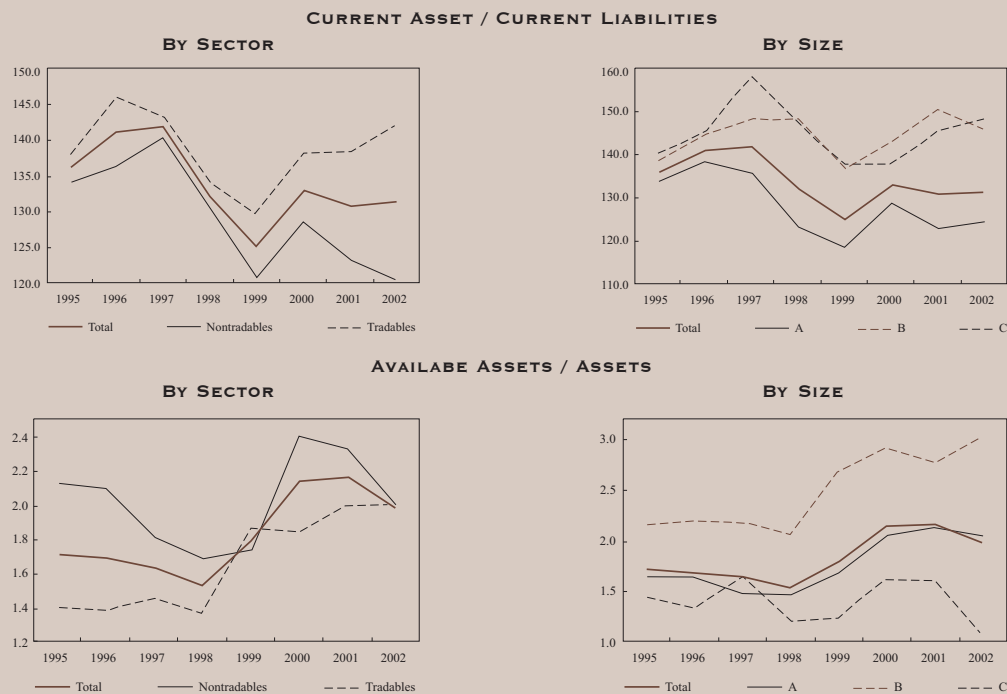 CURRENT ASSET / CURRENT LIABILITIES
BY SECTOR
150.0
145.0
140.0
135.0
130.0
125.0
120.0
1995 1996 1997 1998 1999 2000 2001 2002
Total Nontradables Tradables
BY SIZE
160.0
150.0
140.0
130.0
120.0
110.0
1995 1996 1997 1998 1999 2000 2001 2002
Total A B C
AVAILABE ASSETS / ASSETS
BY SECTOR
2.4
2.2
2.0
1.8
1.6
1.4
1.2
1995 1996 1997 1998 1999 2000 2001 2002
Total Nontradables Tradables
BY SIZE
3.0
2.5
2.0
1.5
1.0
1995 1996 1997 1998 1999 2000 2001 2002
Total A B C